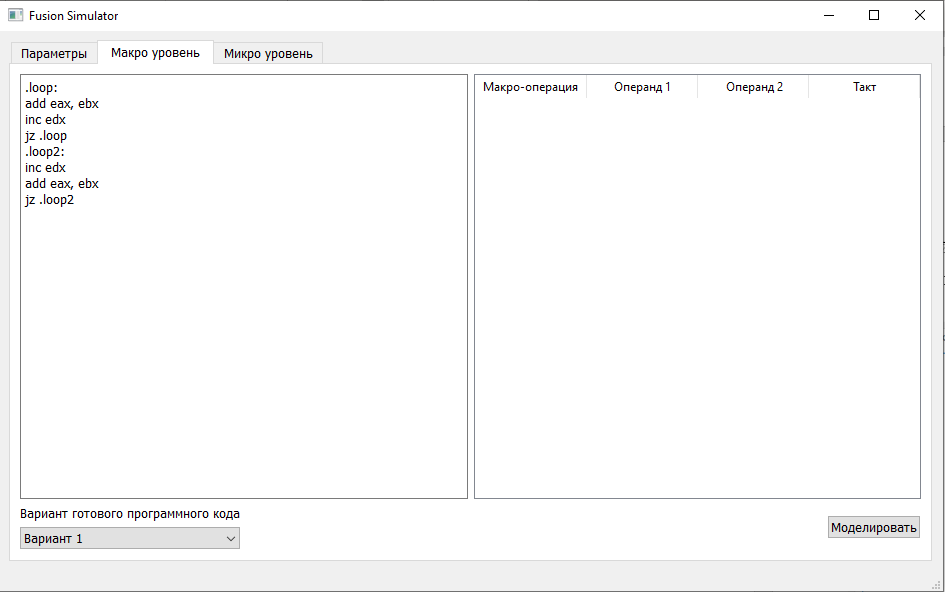 Fusion Simulator
Параметры Макро уровень Микро уровень
.loop:
add eax, ebx
inc edx
jz .loop
.loop2:
inc edx
add eax, ebx
jz .loop2
Макро-операция Операнд 1 Операнд 2 Такт
Вариант готового программного кода
Вариант 1
Моделировать